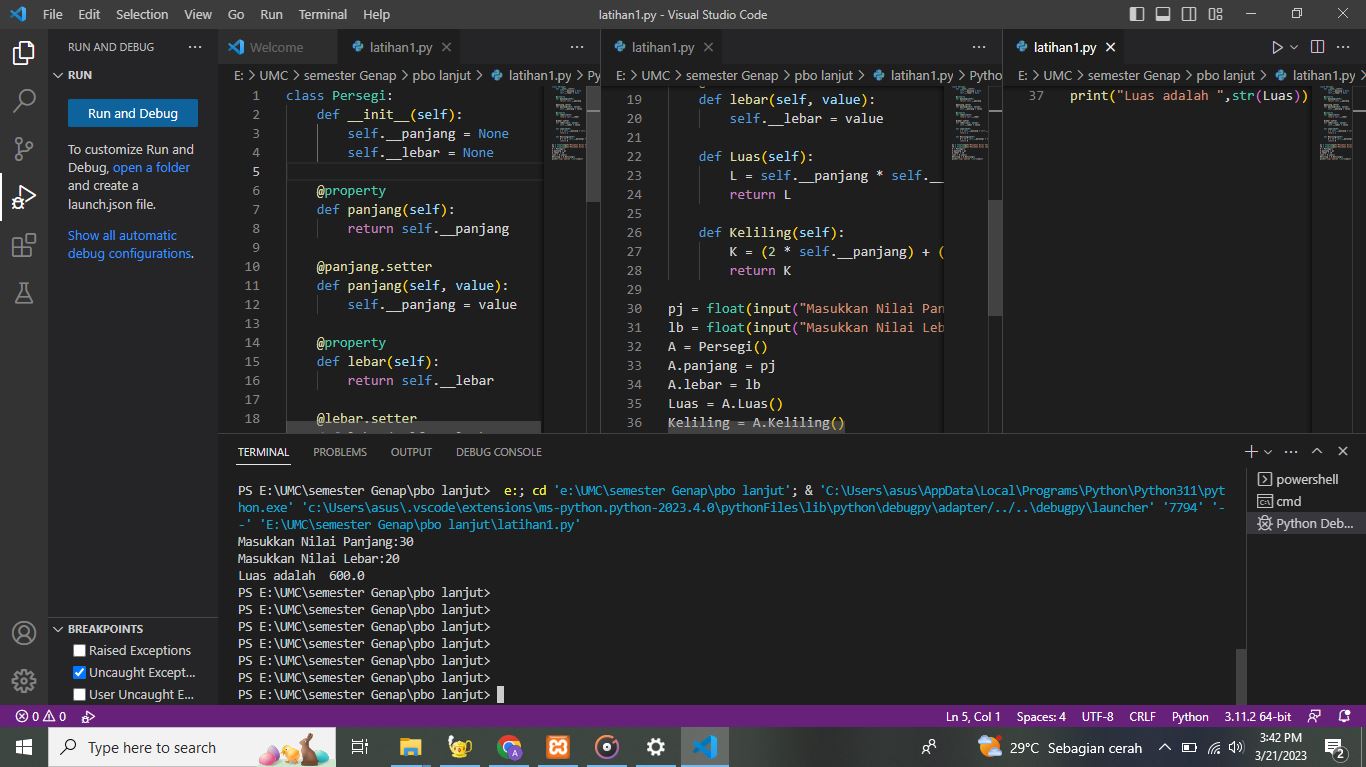 File Edit Selection View Go Run Terminal Help
latihan1.py - Visual Studio Code
RUN AND DEBUG ...
RUN
Run and Debug
To customize Run and
Debug, open a folder
and create a
launch.json file.
Show all automatic
debug configurations.
Welcome
latihan1.py
E: > UMC > semester Genap > pbo lanjut > latihan1.py > Py
1 class Persegi:
2     def __init__(self):
3         self.__panjang = None
4         self.__lebar = None
5
6     @property
7     def panjang(self):
8         return self.__panjang
9
10     @panjang.setter
11     def panjang(self, value):
12         self.__panjang = value
13
14     @property
15     def lebar(self):
16         return self.__lebar
17
18     @lebar.setter
latihan1.py
E: > UMC > semester Genap > pbo lanjut > latihan1.py > Python
19     def lebar(self, value):
20         self.__lebar = value
21
22     def Luas(self):
23         L = self.__panjang * self.__
24         return L
25
26     def Keliling(self):
27         K = (2 * self.__panjang) + (
28         return K
29
30 pj = float(input("Masukkan Nilai Pan
31 lb = float(input("Masukkan Nilai Leb
32 A = Persegi()
33 A.panjang = pj
34 A.lebar = lb
35 Luas = A.Luas()
36 Keliling = A.Keliling()
latihan1.py
E: > UMC > semester Genap > pbo lanjut > latihan1.py
37 print("Luas adalah ",str(Luas))
TERMINAL PROBLEMS OUTPUT DEBUG CONSOLE
PS E:\UMC\semester Genap\pbo lanjut>  e:; cd 'e:\UMC\semester Genap\pbo lanjut'; & 'C:\Users\asus\AppData\Local\Programs\Python\Python311\pyt
hon.exe' 'c:\Users\asus\.vscode\extensions\ms-python.python-2023.4.0\pythonFiles\lib\python\debugpy\adapter/../..\debugpy\launcher' '7794' '-
-' 'E:\UMC\semester Genap\pbo lanjut\latihan1.py'
Masukkan Nilai Panjang:30
Masukkan Nilai Lebar:20
Luas adalah  600.0
PS E:\UMC\semester Genap\pbo lanjut>
PS E:\UMC\semester Genap\pbo lanjut>
PS E:\UMC\semester Genap\pbo lanjut>
PS E:\UMC\semester Genap\pbo lanjut>
PS E:\UMC\semester Genap\pbo lanjut>
PS E:\UMC\semester Genap\pbo lanjut>
PS E:\UMC\semester Genap\pbo lanjut>
powershell
cmd
Python Deb...
BREAKPOINTS
Raised Exceptions
Uncaught Except...
User Uncaught E...
0 0
Ln 5, Col 1 Spaces: 4 UTF-8 CRLF Python 3.11.2 64-bit
Type here to search
A
29°C Sebagian cerah
3:42 PM
3/21/2023
2